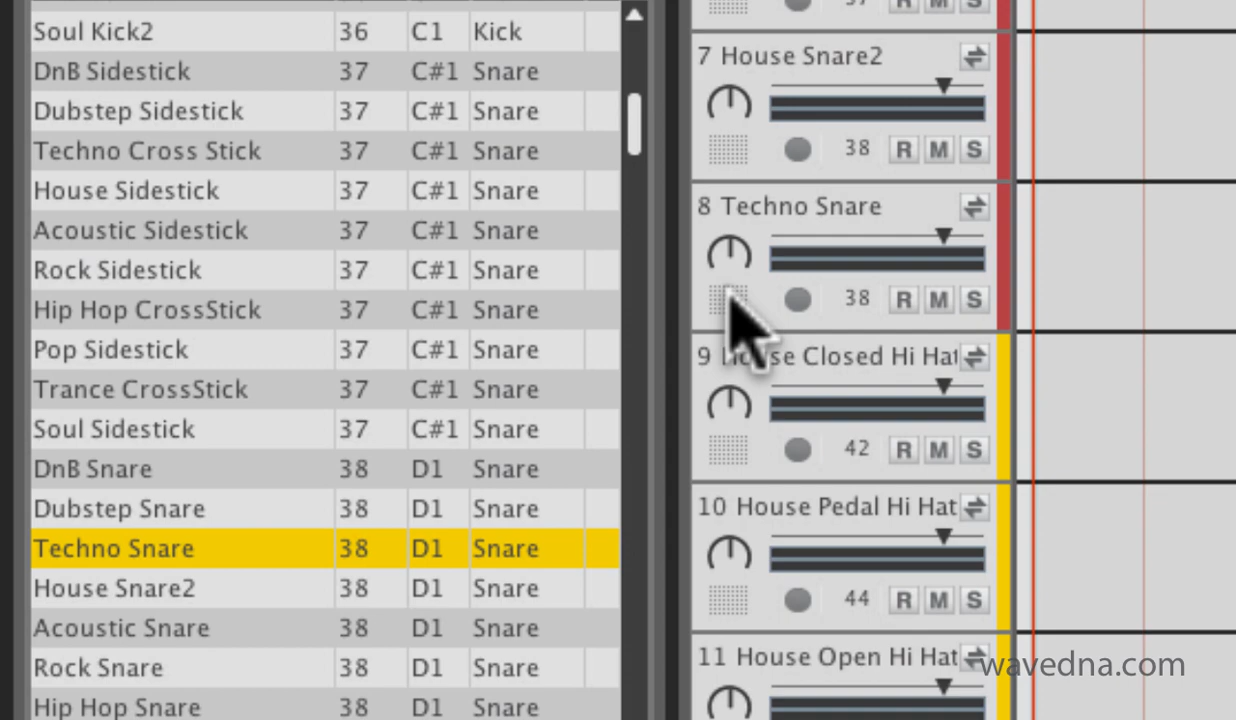 Soul Kick2 36 C1 Kick
DnB Sidestick 37 C#1 Snare
Dubstep Sidestick 37 C#1 Snare
Techno Cross Stick 37 C#1 Snare
House Sidestick 37 C#1 Snare
Acoustic Sidestick 37 C#1 Snare
Rock Sidestick 37 C#1 Snare
Hip Hop CrossStick 37 C#1 Snare
Pop Sidestick 37 C#1 Snare
Trance CrossStick 37 C#1 Snare
Soul Sidestick 37 C#1 Snare
DnB Snare 38 D1 Snare
Dubstep Snare 38 D1 Snare
Techno Snare 38 D1 Snare
House Snare2 38 D1 Snare
Acoustic Snare 38 D1 Snare
Rock Snare 38 D1 Snare
Hip Hop Snare 38 D1 Snare
37 R M S
7 House Snare2
38 R M S
8 Techno Snare
38 R M S
9 House Closed Hi Hat
42 R M S
10 House Pedal Hi Hat
44 R M S
11 House Open Hi Hat
wavedna.com